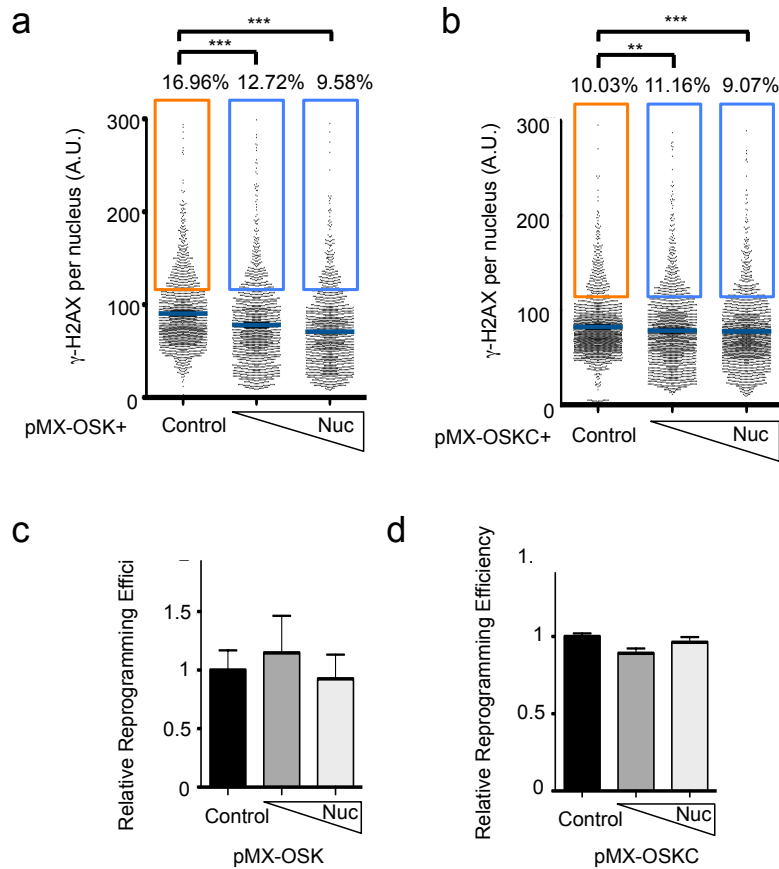 a
***
***
16.96% 12.72% 9.58%
γ-H2AX per nucleus (A.U.)
300
200
100
0
pMX-OSK+
Control
Nuc
b
***
**
10.03% 11.16% 9.07%
γ-H2AX per nucleus (A.U.)
300
200
100
0
pMX-OSKC+
Control
Nuc
c
Relative Reprogramming Effici
1.5
1
0.5
0
Control
Nuc
pMX-OSK
d
Relative Reprogramming Efficiency
1.
1
0.5
0
Control
Nuc
pMX-OSKC